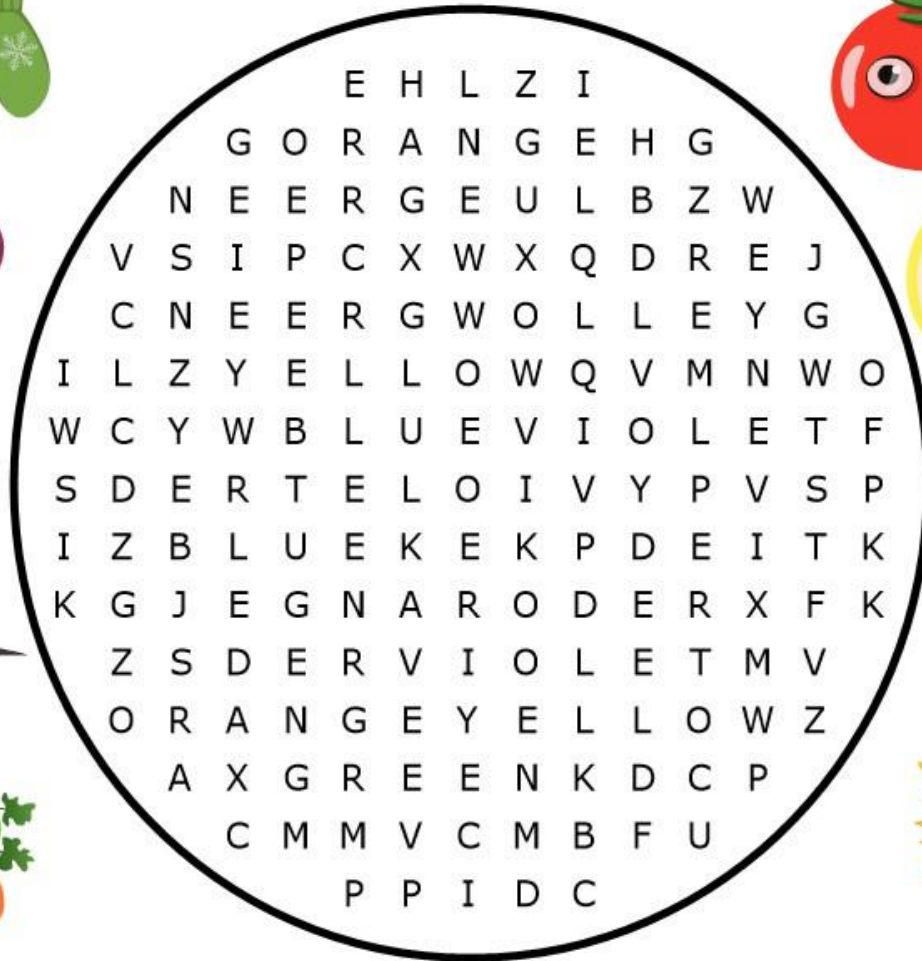 E H L Z I
G O R A N G E H G
N E E R G E U L B Z W
V S I P C X W X Q D R E J
C N E E R G W O L L E Y G
I L Z Y E L L O W Q V M N W O
W C Y W B L U E V I O L E T F
S D E R T E L O I V Y P V S P
I Z B L U E K E K P D E I T K
K G J E G N A R O D E R X F K
Z S D E R V I O L E T M V
O R A N G E Y E L L O W Z
A X G R E E N K D C P
C M M V C M B F U
P P I D C